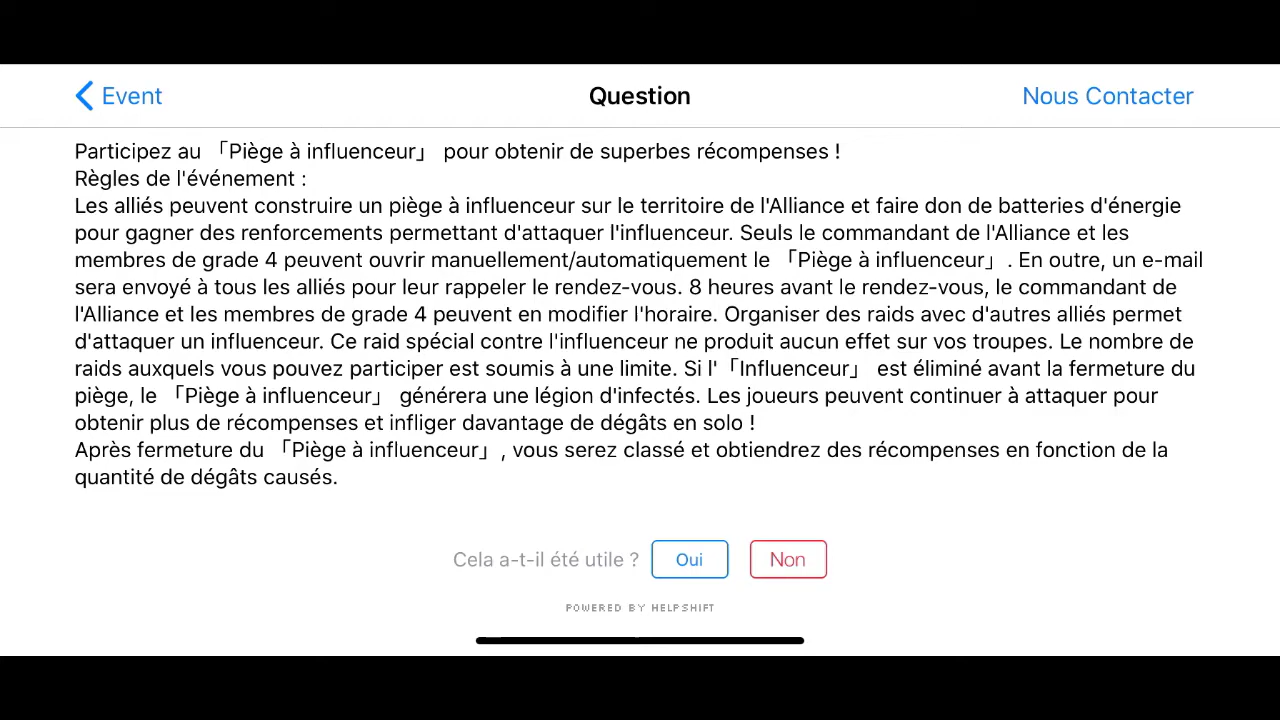 Event
Question
Nous Contacter
Participez au 「Piège à influenceur」 pour obtenir de superbes récompenses !
Règles de l'événement :
Les alliés peuvent construire un piège à influenceur sur le territoire de l'Alliance et faire don de batteries d'énergie
pour gagner des renforcements permettant d'attaquer l'influenceur. Seuls le commandant de l'Alliance et les
membres de grade 4 peuvent ouvrir manuellement/automatiquement le 「Piège à influenceur」. En outre, un e-mail
sera envoyé à tous les alliés pour leur rappeler le rendez-vous. 8 heures avant le rendez-vous, le commandant de
l'Alliance et les membres de grade 4 peuvent en modifier l'horaire. Organiser des raids avec d'autres alliés permet
d'attaquer un influenceur. Ce raid spécial contre l'influenceur ne produit aucun effet sur vos troupes. Le nombre de
raids auxquels vous pouvez participer est soumis à une limite. Si l'「Influenceur」 est éliminé avant la fermeture du
piège, le 「Piège à influenceur」 générera une légion d'infectés. Les joueurs peuvent continuer à attaquer pour
obtenir plus de récompenses et infliger davantage de dégâts en solo !
Après fermeture du 「Piège à influenceur」, vous serez classé et obtiendrez des récompenses en fonction de la
quantité de dégâts causés.
Cela a-t-il été utile ?
Oui
Non
POWERED BY HELPSHIFT